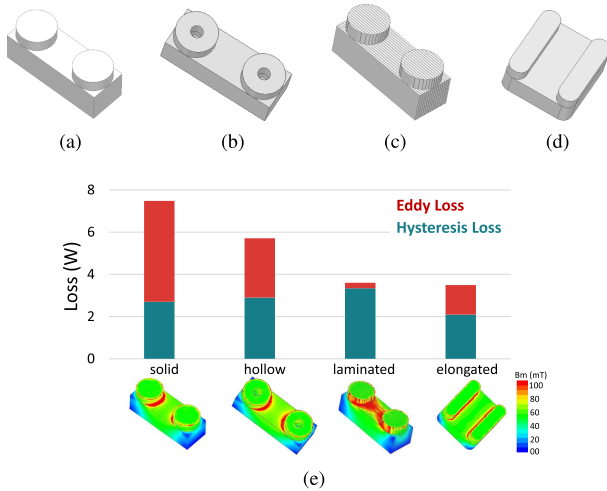 (a)
(b)
(c)
(d)
8
6
4
2
0
Loss (W)
Eddy Loss
Hysteresis Loss
solid
hollow
laminated
elongated
Bm (mT)
100
80
60
40
20
00
(e)